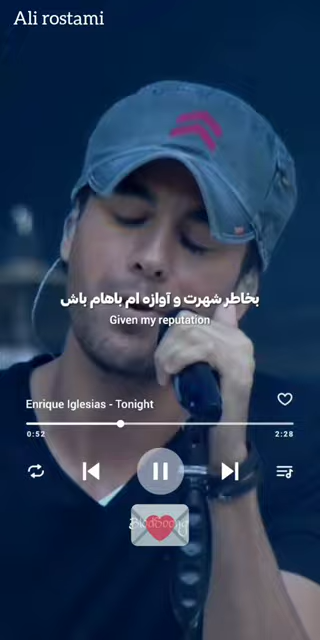 Ali rostami
بخاطر شهرت و آوازه ام باهام باش
Given my reputation
Enrique Iglesias - Tonight
0:52
2:28